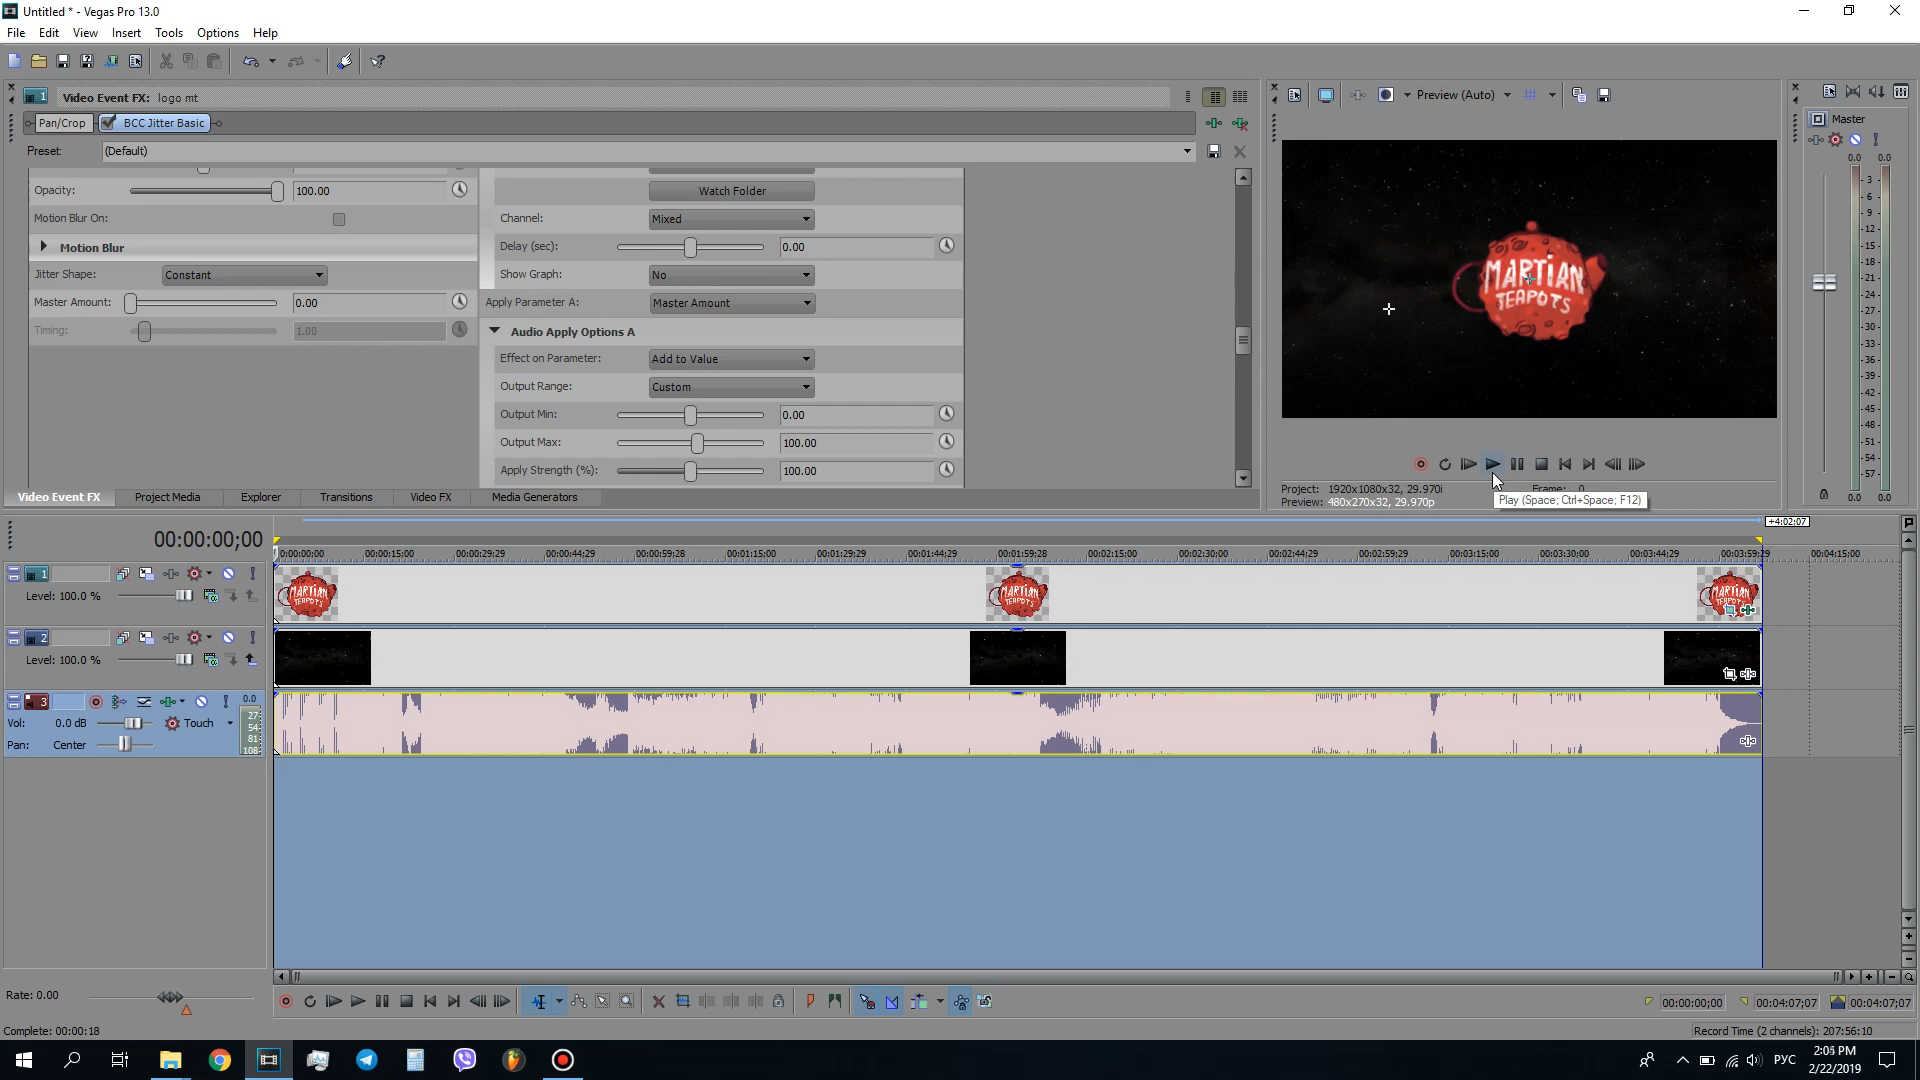 Untitled * - Vegas Pro 13.0
File Edit View Insert Tools Options Help
1 Video Event FX: logo mt
Pan/Crop BCC Jitter Basic
Preset: (Default)
Opacity: 100.00
Motion Blur On:
Motion Blur
Jitter Shape: Constant
Master Amount: 0.00
Timing: 1.00
Watch Folder
Channel: Mixed
Delay (sec): 0.00
Show Graph: No
Apply Parameter A: Master Amount
Audio Apply Options A
Effect on Parameter: Add to Value
Output Range: Custom
Output Min: 0.00
Output Max: 100.00
Apply Strength (%): 100.00
Video Event FX Project Media Explorer Transitions Video FX Media Generators
Preview (Auto)
MARTIAN
TEAPOTS
Project: 1920x1080x32, 29.970i Frame: 0
Preview: 480x270x32, 29.970p
Play (Space; Ctrl+Space; F12)
Master
0.0 0.0
- 3 -
- 6 -
- 9 -
- 12 -
- 15 -
- 18 -
- 21 -
- 24 -
- 27 -
- 30 -
- 33 -
- 36 -
- 39 -
- 42 -
- 45 -
- 48 -
- 51 -
- 54 -
- 57 -
0.0 0.0
+4:02;07
00:00:00;00
0:00:00;00 00:00:15;00 00:00:29;29 00:00:44;29 00:00:59;28 00:01:15;00 00:01:29;29 00:01:44;29 00:01:59;28 00:02:15;00 00:02:30;00 00:02:44;29 00:02:59;29 00:03:15;00 00:03:30;00 00:03:44;29 00:03:59;29 00:04:15;00
1
Level: 100.0 %
MARTIAN TEAPOTS
MARTIAN TEAPOTS
MARTIAN TEAPOTS
2
Level: 100.0 %
3 0.0
Vol: 0.0 dB Touch
Pan: Center
27
54
81
108
Rate: 0.00
00:00:00;00 00:04:07;07 00:04:07;07
Complete: 00:00:18
Record Time (2 channels): 207:56:10
РУС
2:05 PM
2/22/2019